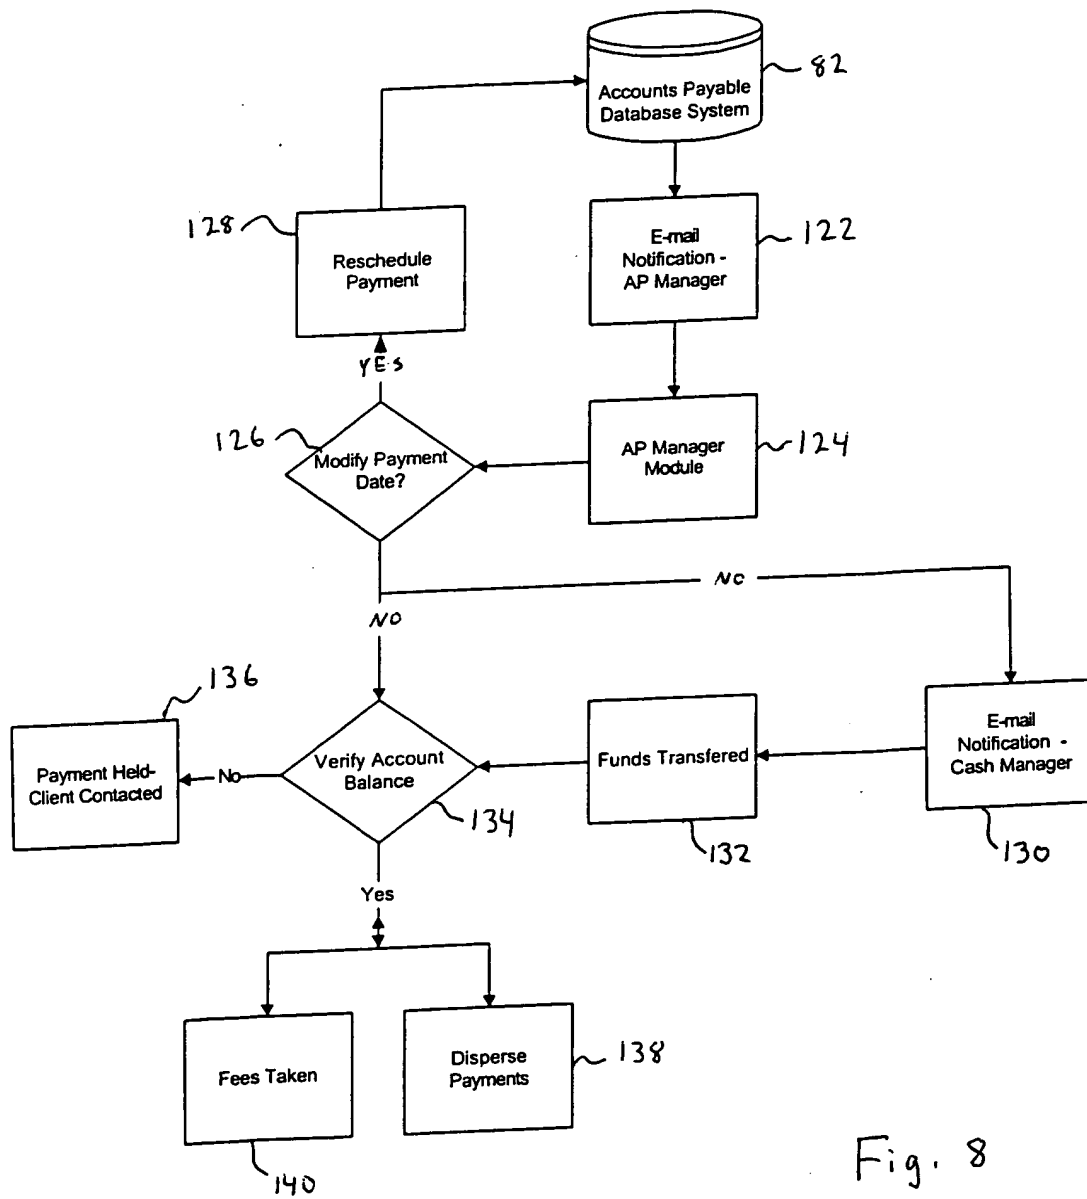 82
Accounts Payable
Database System
128
Reschedule
Payment
E-mail
Notification -
AP Manager
122
YES
126
Modify Payment
Date?
AP Manager
Module
124
NO
NO
136
Payment Held-
Client Contacted
No
Verify Account
Balance
134
Funds Transfered
132
E-mail
Notification -
Cash Manager
130
Yes
Fees Taken
140
Disperse
Payments
138
Fig. 8